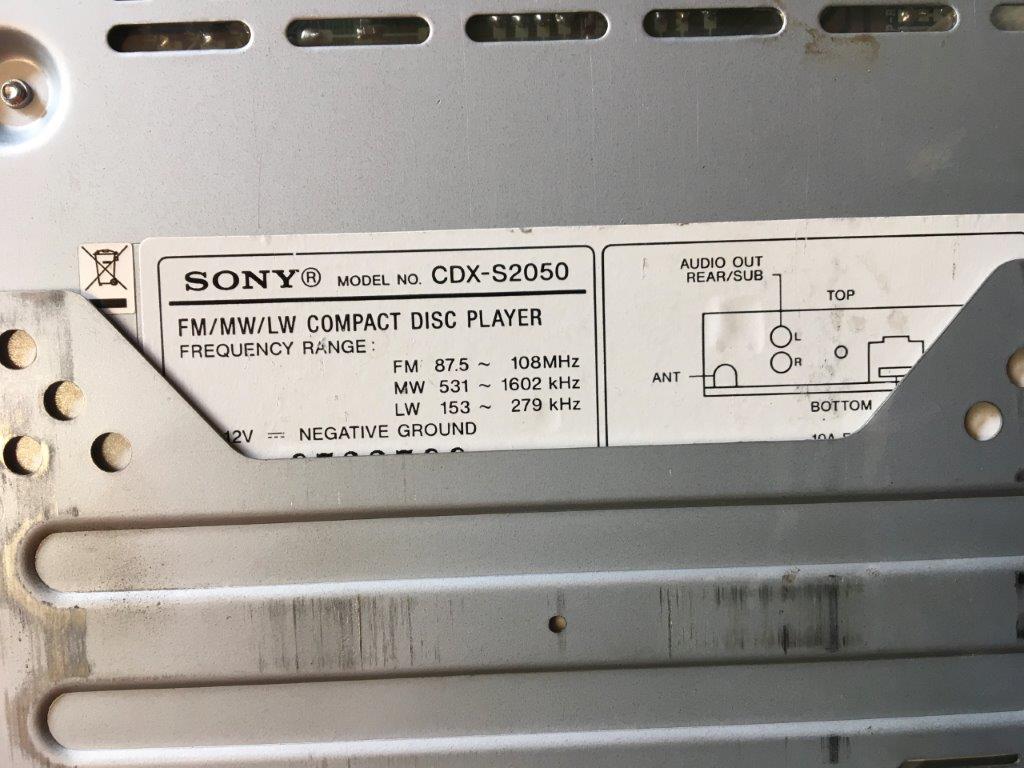 SONY® MODEL NO. CDX-S2050
FM/MW/LW COMPACT DISC PLAYER
FREQUENCY RANGE:
FM 87.5 ~ 108MHz
MW 531 ~ 1602 kHz
LW 153 ~ 279 kHz
12V ⎓ NEGATIVE GROUND
AUDIO OUT
REAR/SUB
TOP
L
R
ANT
BOTTOM
10A